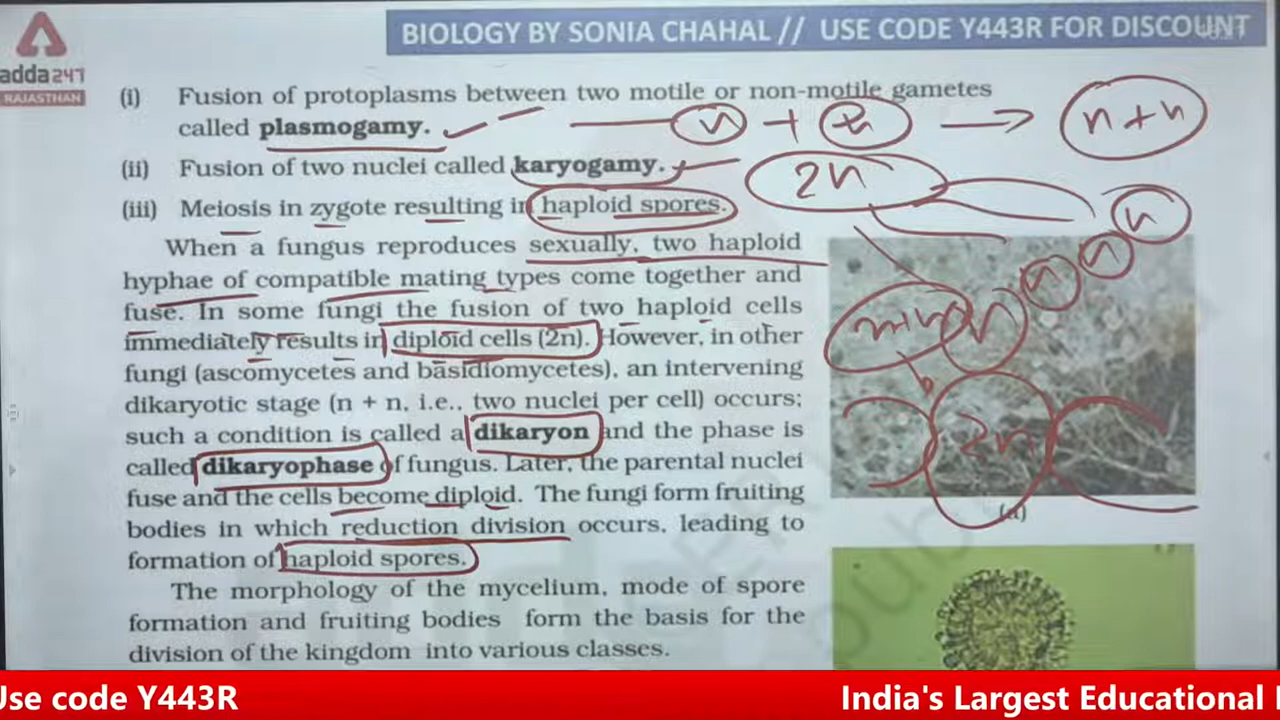 BIOLOGY BY SONIA CHAHAL // USE CODE Y443R FOR DISCOUNT
adda247
RAJASTHAN
(i) Fusion of protoplasms between two motile or non-motile gametes
called plasmogamy.
n + n → n + n
(ii) Fusion of two nuclei called karyogamy.
2n
(iii) Meiosis in zygote resulting in haploid spores.
n
n
n
n
When a fungus reproduces sexually, two haploid
hyphae of compatible mating types come together and
fuse. In some fungi the fusion of two haploid cells
immediately results in diploid cells (2n). However, in other
fungi (ascomycetes and basidiomycetes), an intervening
dikaryotic stage (n + n, i.e., two nuclei per cell) occurs;
such a condition is called a dikaryon and the phase is
called dikaryophase of fungus. Later, the parental nuclei
fuse and the cells become diploid. The fungi form fruiting
bodies in which reduction division occurs, leading to
formation of haploid spores.
n+n
2n
(a)
The morphology of the mycelium, mode of spore
formation and fruiting bodies form the basis for the
division of the kingdom into various classes.
Use code Y443R
India's Largest Educational